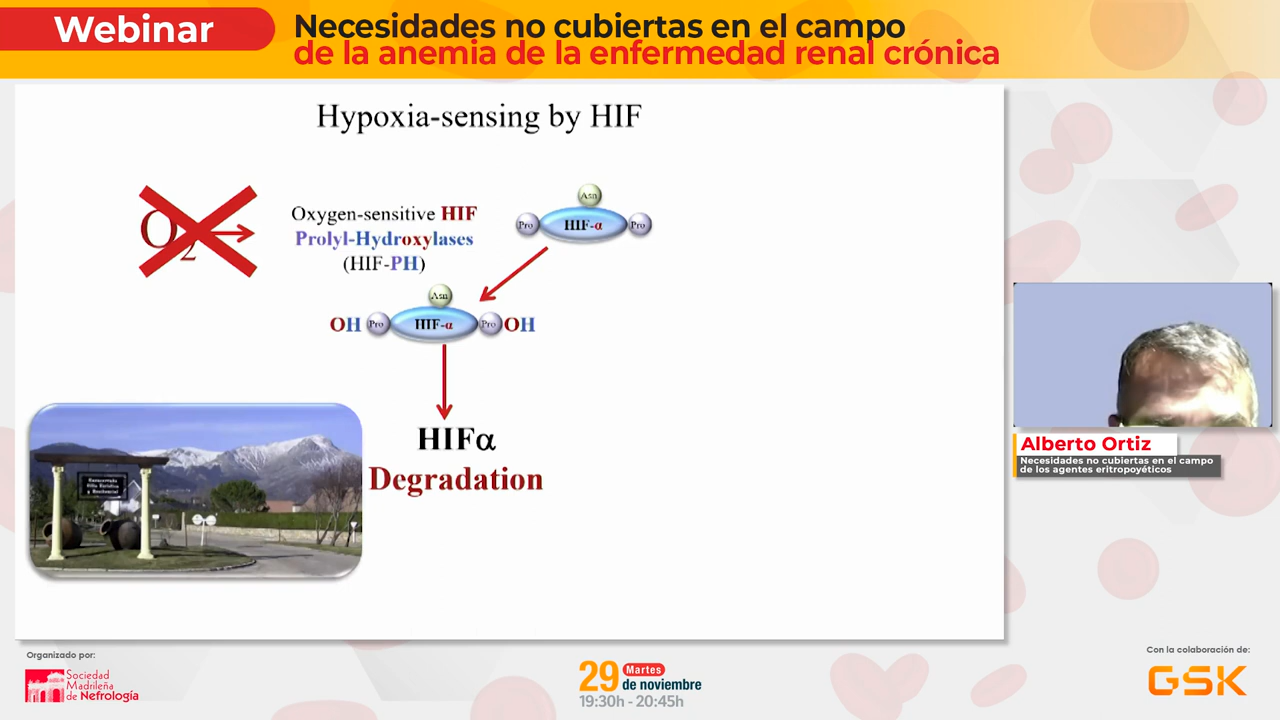 Webinar
Necesidades no cubiertas en el campo
de la anemia de la enfermedad renal crónica
Hypoxia-sensing by HIF
O2
Oxygen-sensitive HIF
Prolyl-Hydroxylases
(HIF-PH)
Asn
Pro HIF-α Pro
Asn
OH Pro HIF-α Pro OH
HIFα
Degradation
Alberto Ortiz
Necesidades no cubiertas en el campo
de los agentes eritropoyéticos
Organizado por:
Sociedad
Madrileña
de Nefrología
29 Martes
de noviembre
19:30h - 20:45h
Con la colaboración de:
GSK